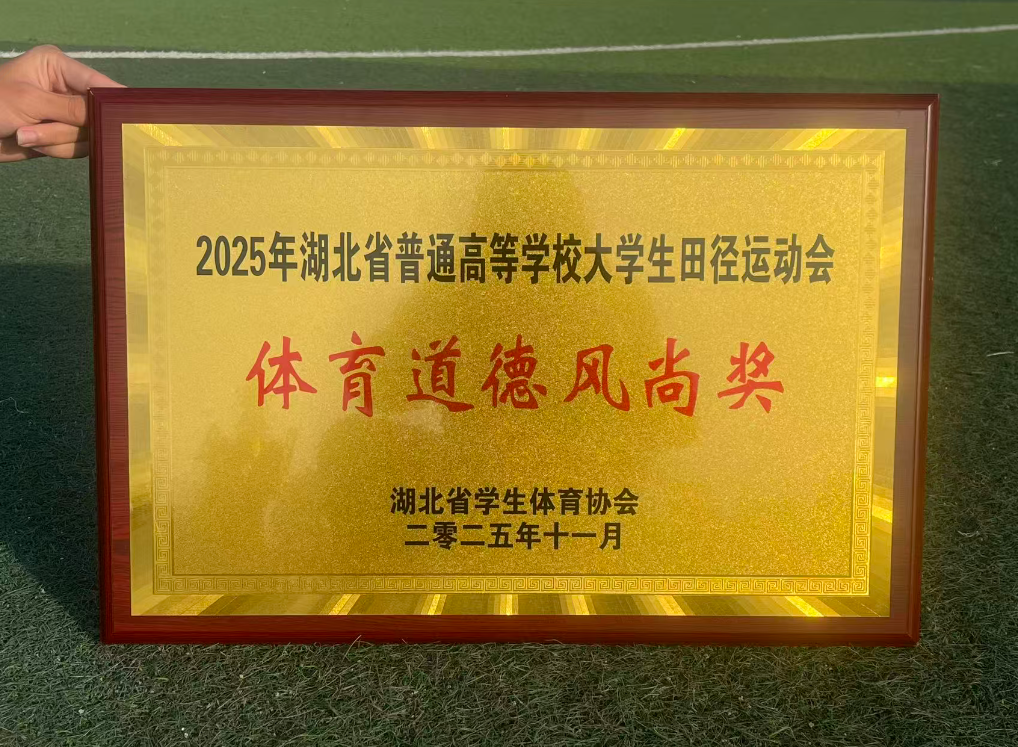 2025年湖北省普通高等学校大学生田径运动会
体育道德风尚奖
湖北省学生体育协会
二零二五年十一月